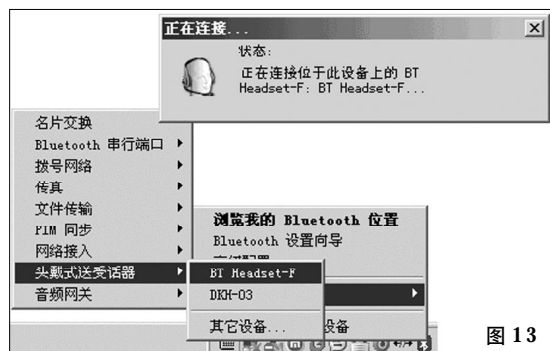 正在连接...
状态:
正在连接位于此设备上的 BT
Headset-F: BT Headset-F...
名片交换
Bluetooth 串行端口
拨号网络
传真
文件传输
PIM 同步
网络接入
头戴式送受话器
音频网关
浏览我的 Bluetooth 位置
Bluetooth 设置向导
BT Headset-F
DKH-03
其它设备...
设备
图 13